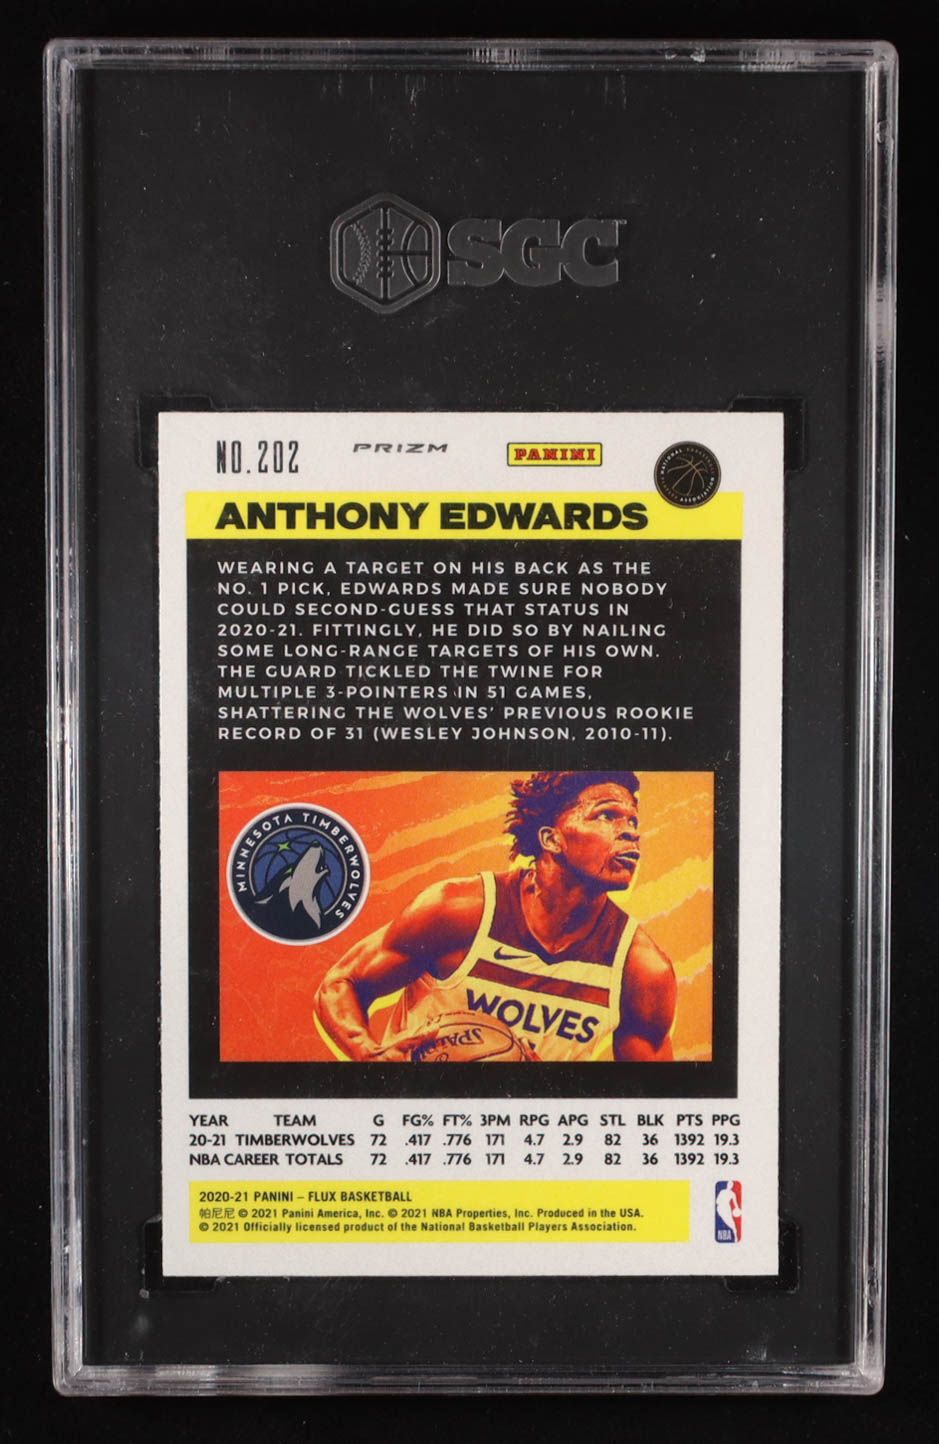 SGC
NO.202
PRIZM
PANINI
NATIONAL BASKETBALL PLAYERS ASSOCIATION
ANTHONY EDWARDS
WEARING A TARGET ON HIS BACK AS THE
NO. 1 PICK, EDWARDS MADE SURE NOBODY
COULD SECOND-GUESS THAT STATUS IN
2020-21. FITTINGLY, HE DID SO BY NAILING
SOME LONG-RANGE TARGETS OF HIS OWN.
THE GUARD TICKLED THE TWINE FOR
MULTIPLE 3-POINTERS IN 51 GAMES,
SHATTERING THE WOLVES' PREVIOUS ROOKIE
RECORD OF 31 (WESLEY JOHNSON, 2010-11).
MINNESOTA TIMBERWOLVES
WOLVES
SPALDING
YEAR TEAM G FG% FT% 3PM RPG APG STL BLK PTS PPG
20-21 TIMBERWOLVES 72 .417 .776 171 4.7 2.9 82 36 1392 19.3
NBA CAREER TOTALS 72 .417 .776 171 4.7 2.9 82 36 1392 19.3
2020-21 PANINI – FLUX BASKETBALL
帕尼尼 © 2021 Panini America, Inc. © 2021 NBA Properties, Inc. Produced in the USA.
© 2021 Officially licensed product of the National Basketball Players Association.
NBA